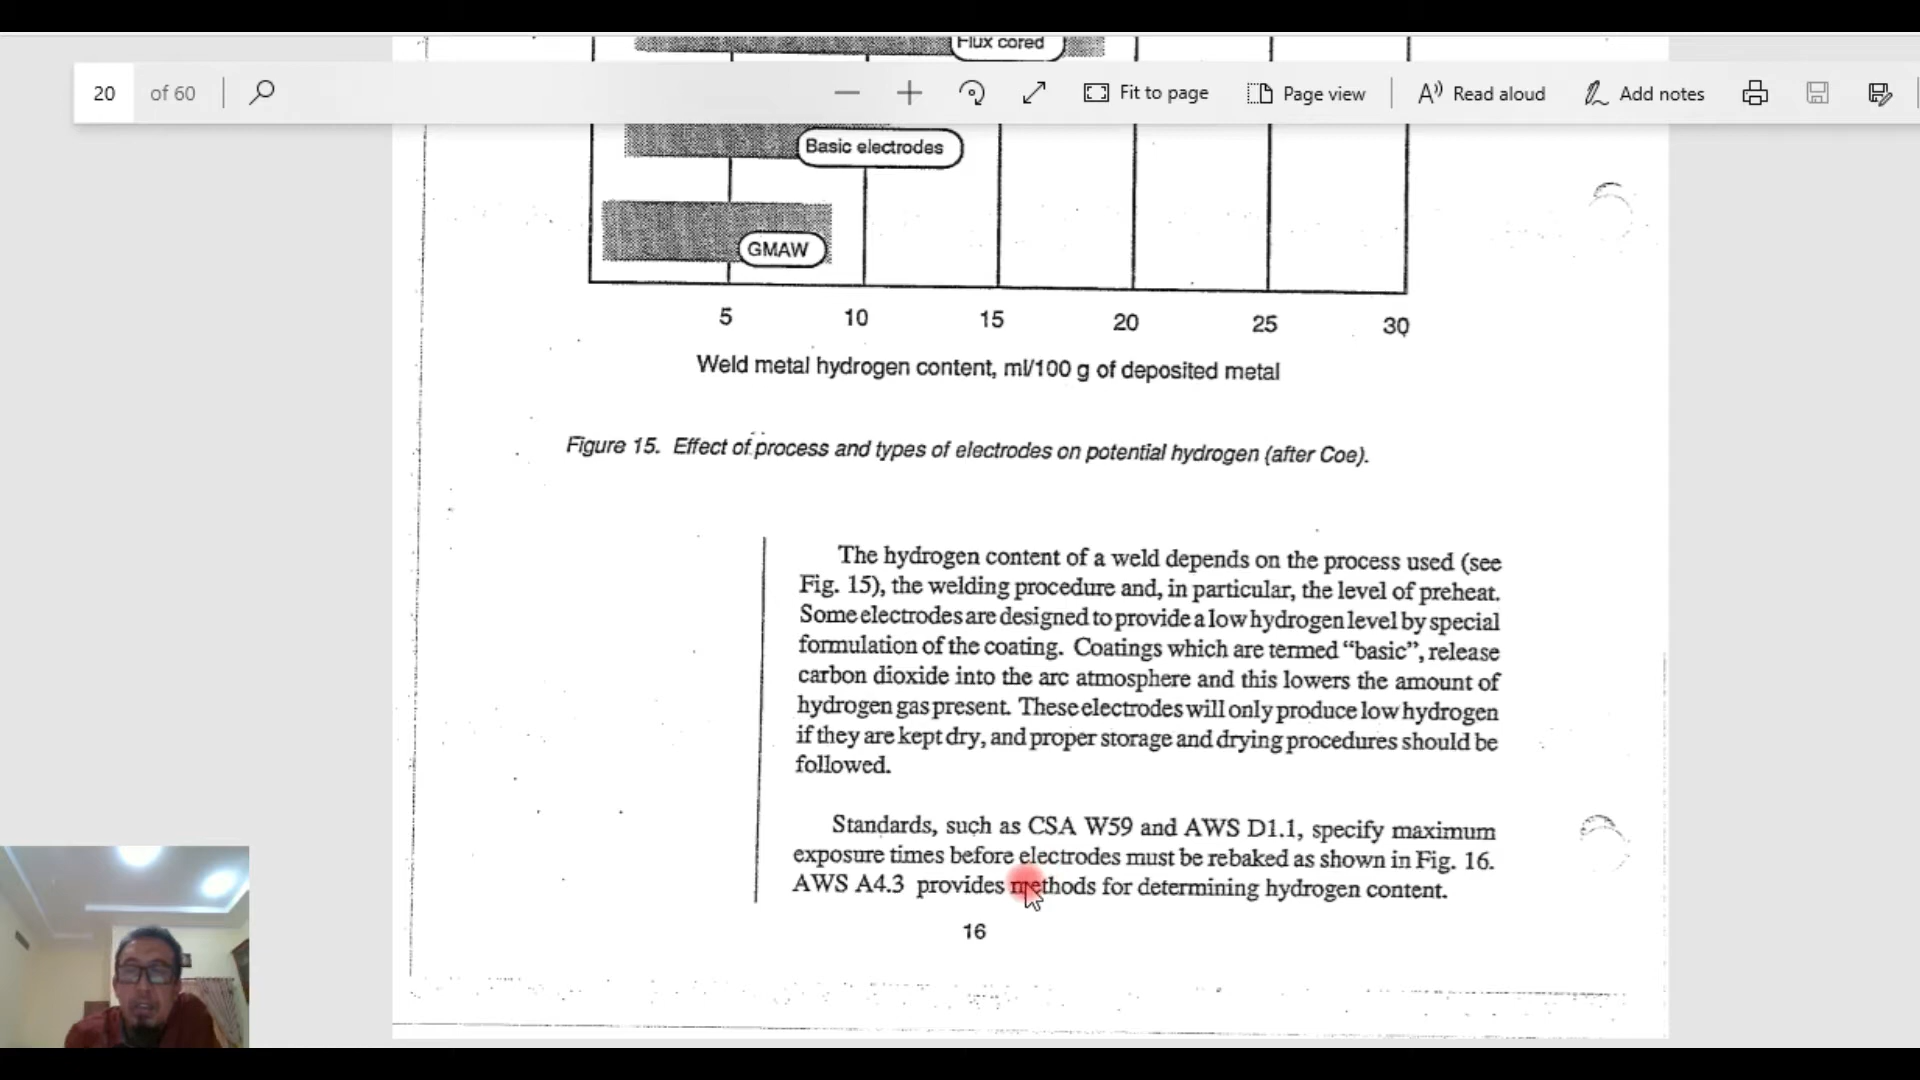 Flux cored
20 of 60 Fit to page Page view Read aloud Add notes
Basic electrodes
GMAW
5 10 15 20 25 30
Weld metal hydrogen content, ml/100 g of deposited metal
Figure 15. Effect of process and types of electrodes on potential hydrogen (after Coe).
The hydrogen content of a weld depends on the process used (see
Fig. 15), the welding procedure and, in particular, the level of preheat.
Some electrodes are designed to provide a low hydrogen level by special
formulation of the coating. Coatings which are termed “basic”, release
carbon dioxide into the arc atmosphere and this lowers the amount of
hydrogen gas present. These electrodes will only produce low hydrogen
if they are kept dry, and proper storage and drying procedures should be
followed.
Standards, such as CSA W59 and AWS D1.1, specify maximum
exposure times before electrodes must be rebaked as shown in Fig. 16.
AWS A4.3 provides methods for determining hydrogen content.
16